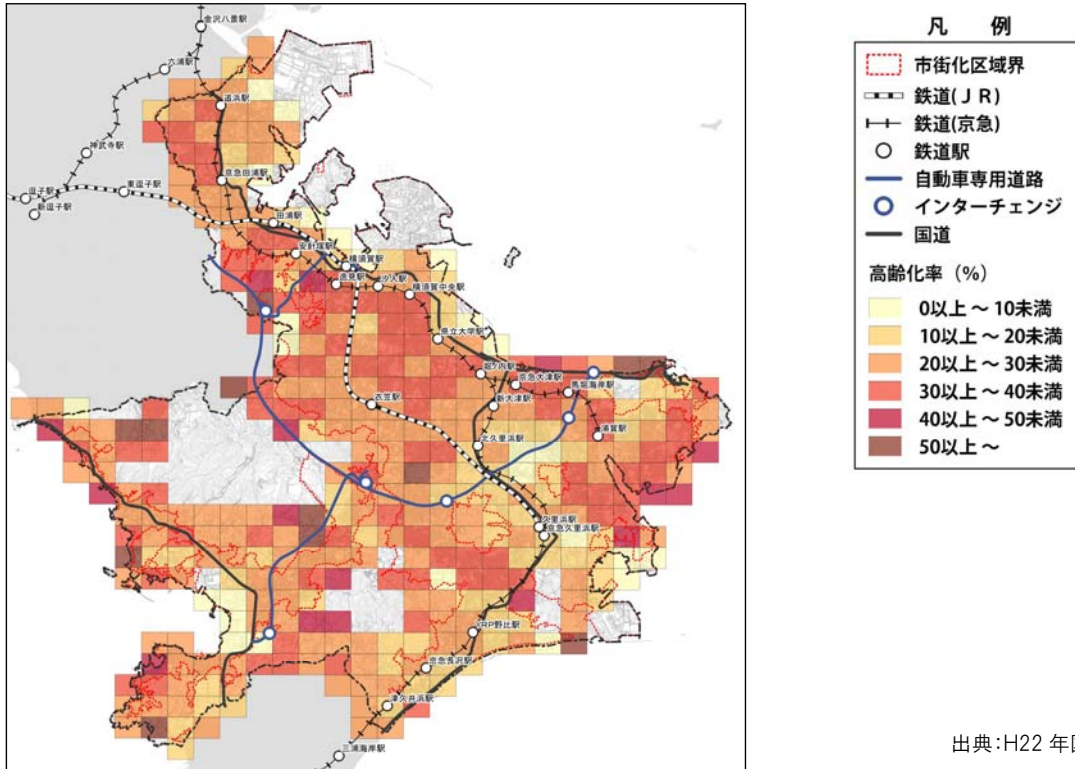 金沢八景駅
六浦駅
追浜駅
神武寺駅
京急田浦駅
逗子駅
東逗子駅
新逗子駅
田浦駅
安針塚駅
横須賀駅
逸見駅
汐入駅
横須賀中央駅
県立大学駅
堀ノ内駅
京急大津駅
馬堀海岸駅
衣笠駅
新大津駅
浦賀駅
北久里浜駅
久里浜駅
京急久里浜駅
YRP野比駅
京急長沢駅
津久井浜駅
三浦海岸駅
凡 例
市街化区域界
鉄道(ＪＲ)
鉄道(京急)
鉄道駅
自動車専用道路
インターチェンジ
国道
高齢化率（%）
0以上 ～ 10未満
10以上 ～ 20未満
20以上 ～ 30未満
30以上 ～ 40未満
40以上 ～ 50未満
50以上 ～
出典：H22 年